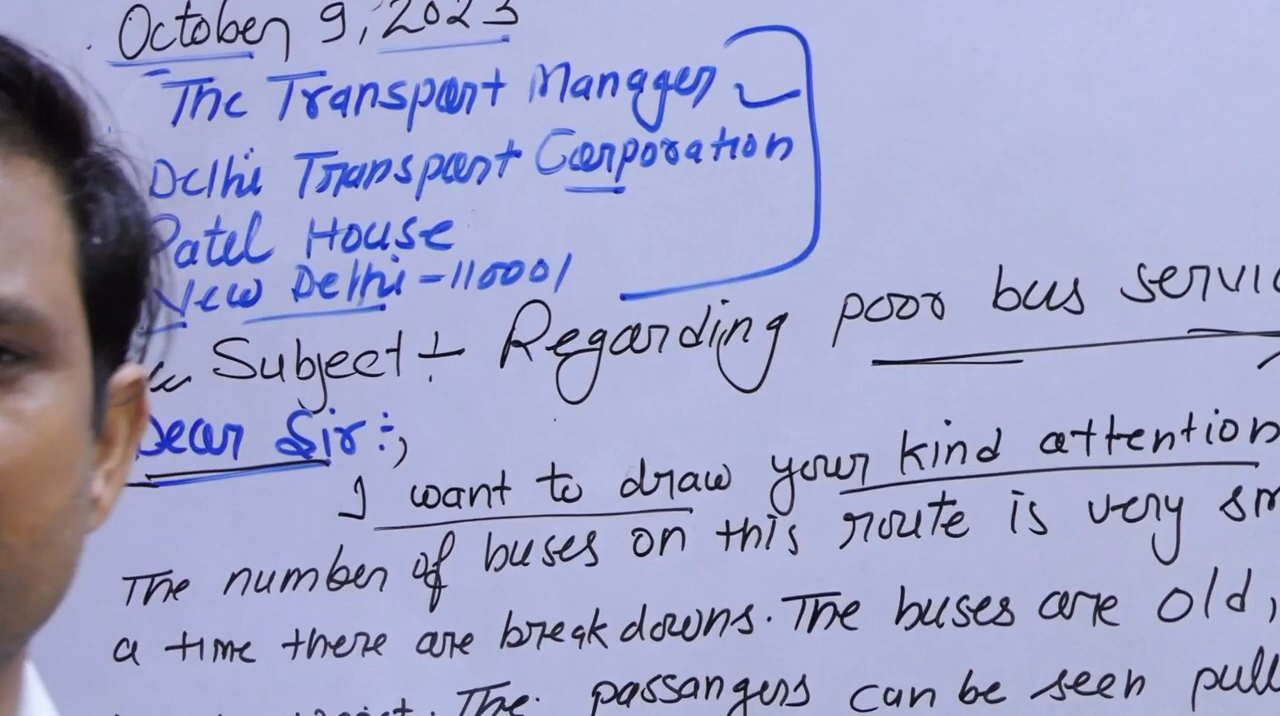 October 9, 2023
The Transport Manager
Delhi Transport Corporation
Patel House
New Delhi-110001
Subject:- Regarding poor bus servic
Dear Sir:,
I want to draw your kind attention
The number of buses on this route is very sm
a time there are breakdowns. The buses are old,
The passangers can be seen pull